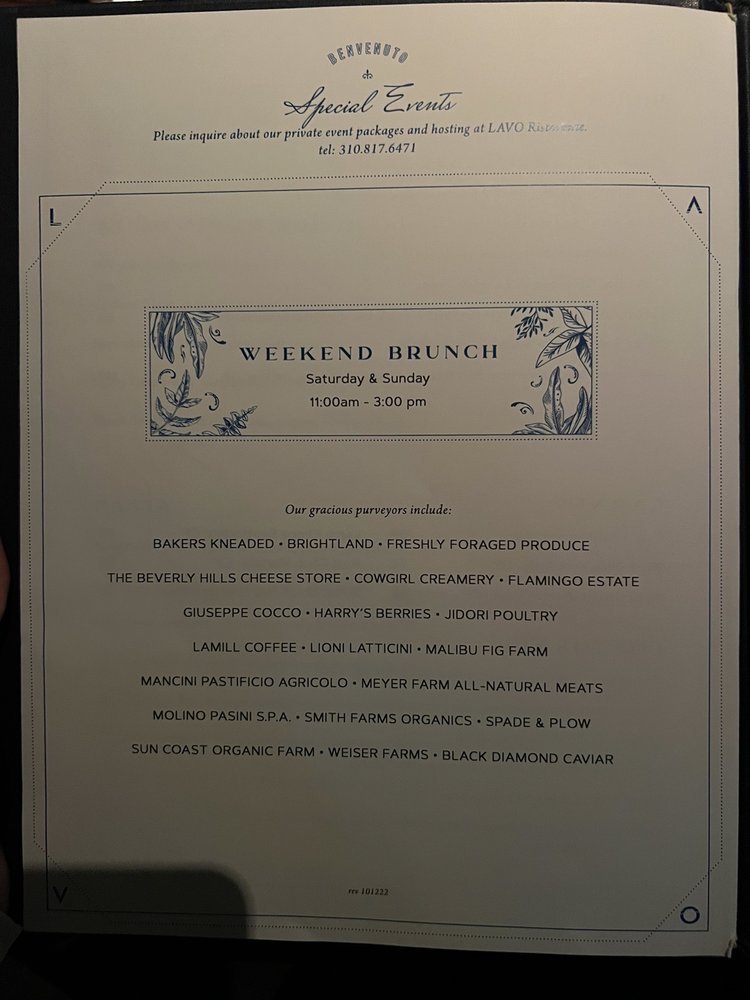 BENVENUTO
Special Events
Please inquire about our private event packages and hosting at LAVO Ristorante.
tel: 310.817.6471
L
A
WEEKEND BRUNCH
Saturday & Sunday
11:00am - 3:00 pm
Our gracious purveyors include:
BAKERS KNEADED • BRIGHTLAND • FRESHLY FORAGED PRODUCE
THE BEVERLY HILLS CHEESE STORE • COWGIRL CREAMERY • FLAMINGO ESTATE
GIUSEPPE COCCO • HARRY'S BERRIES • JIDORI POULTRY
LAMILL COFFEE • LIONI LATTICINI • MALIBU FIG FARM
MANCINI PASTIFICIO AGRICOLO • MEYER FARM ALL-NATURAL MEATS
MOLINO PASINI S.P.A. • SMITH FARMS ORGANICS • SPADE & PLOW
SUN COAST ORGANIC FARM • WEISER FARMS • BLACK DIAMOND CAVIAR
rev 101222
V
O